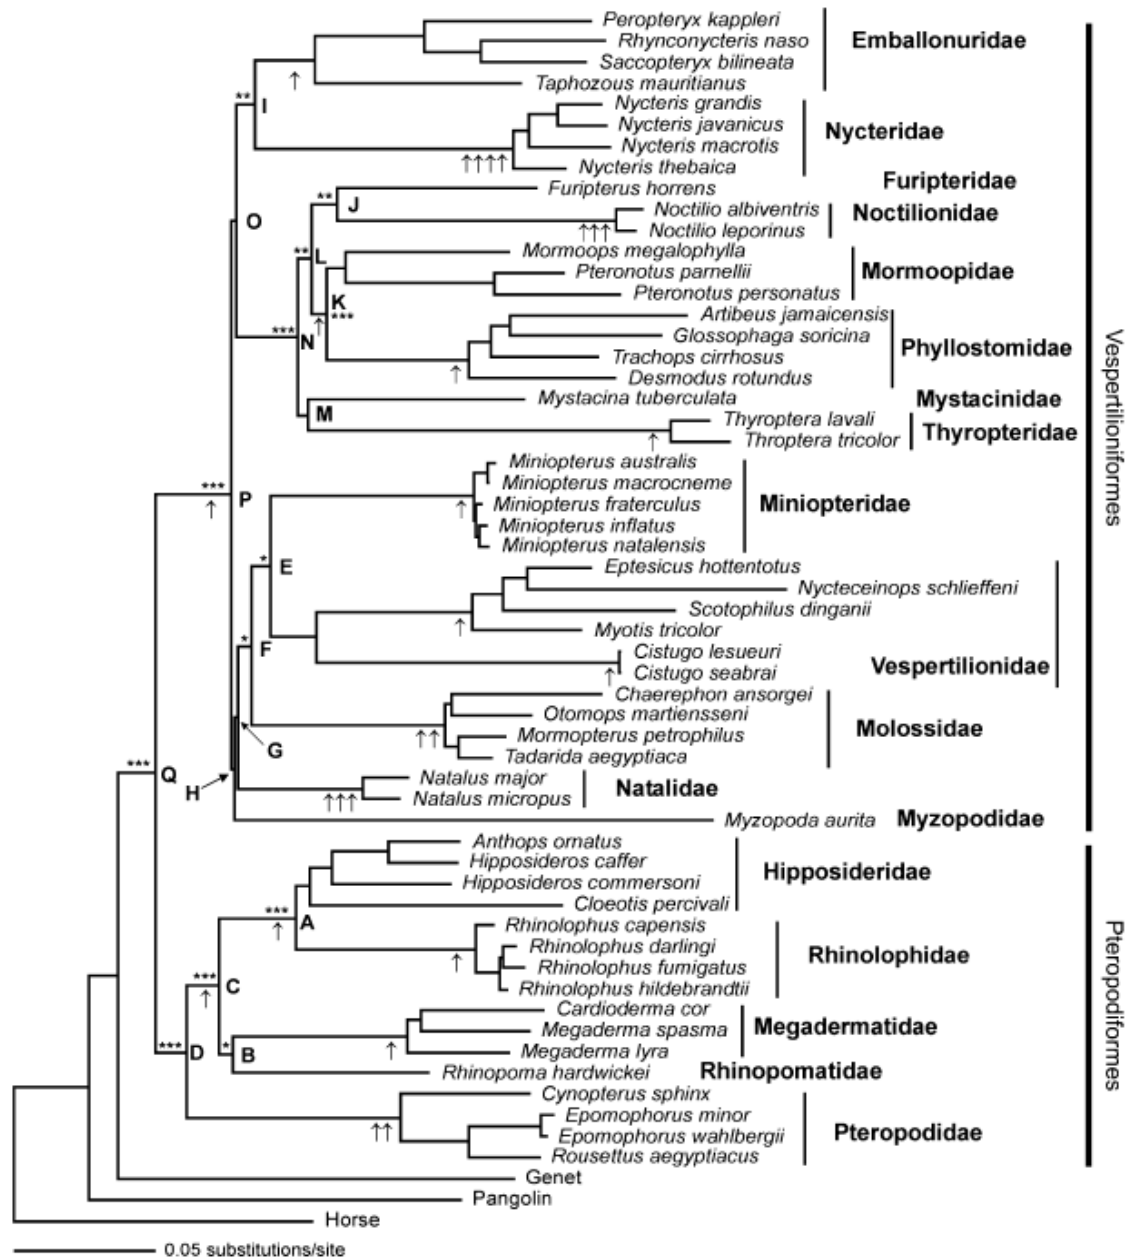 Peropteryx kappleri
Rhynconycteris naso
Emballonuridae
Saccopteryx bilineata
Taphozous mauritianus
↑
** I
Nycteris grandis
Nycteris javanicus
Nycteridae
Nycteris macrotis
↑↑↑↑
Nycteris thebaica
Furipteridae
Furipterus horrens
** J
Noctilio albiventris
Noctilionidae
O
↑↑↑
Noctilio leporinus
** L
Mormoops megalophylla
Pteronotus parnellii
Mormoopidae
Pteronotus personatus
K
***
↑
Artibeus jamaicensis
*** N
Glossophaga soricina
Phyllostomidae
Trachops cirrhosus
↑
Desmodus rotundus
Mystacina tuberculata
Mystacinidae
M
Thyroptera lavali
Thyropteridae
↑
Throptera tricolor
Vespertilioniformes
Miniopterus australis
Miniopterus macrocneme
*** P
↑
↑
Miniopterus fraterculus
Miniopteridae
Miniopterus inflatus
Miniopterus natalensis
* E
Eptesicus hottentotus
Nycteceinops schlieffeni
Scotophilus dinganii
↑
Myotis tricolor
* F
Cistugo lesueuri
Vespertilionidae
↑
Cistugo seabrai
Chaerephon ansorgei
Otomops martiensseni
Molossidae
↑↑
Mormopterus petrophilus
G
Tadarida aegyptiaca
*** Q
Natalus major
Natalidae
H
↑↑↑
Natalus micropus
Myzopoda aurita
Myzopodidae
Anthops ornatus
Hipposideros caffer
Hipposideridae
Hipposideros commersoni
Cloeotis percivali
*** A
↑
Rhinolophus capensis
Rhinolophus darlingi
Rhinolophidae
↑
Rhinolophus fumigatus
*** C
↑
Rhinolophus hildebrandtii
Cardioderma cor
Megaderma spasma
Megadermatidae
*** D
* B
↑
Megaderma lyra
Rhinopoma hardwickei
Rhinopomatidae
Pteropodiformes
Cynopterus sphinx
↑↑
Epomophorus minor
Epomophorus wahlbergii
Pteropodidae
Rousettus aegyptiacus
Genet
Pangolin
Horse
0.05 substitutions/site